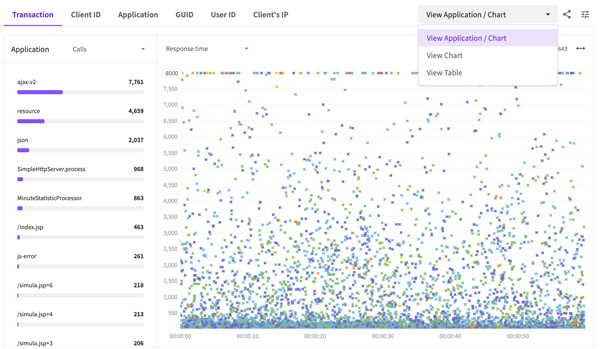 Transaction Client ID Application GUID User ID Client's IP
View Application / Chart
View Application / Chart
View Chart
View Table
Application Calls
Response time
643
ajax-v2 7,761
resource 4,659
json 2,037
SimpleHttpServer.process 968
MinuteStatisticProcessor 863
/index.jsp 463
js-error 261
/simula.jsp+6 218
/simula.jsp+4 213
/simula.jsp+3 206
8000
7,500
7,000
6,500
6,000
5,500
5,000
4,500
4,000
3,500
3,000
2,500
2,000
1,500
1,000
500
00:00:00 00:00:10 00:00:20 00:00:30 00:00:40 00:00:50